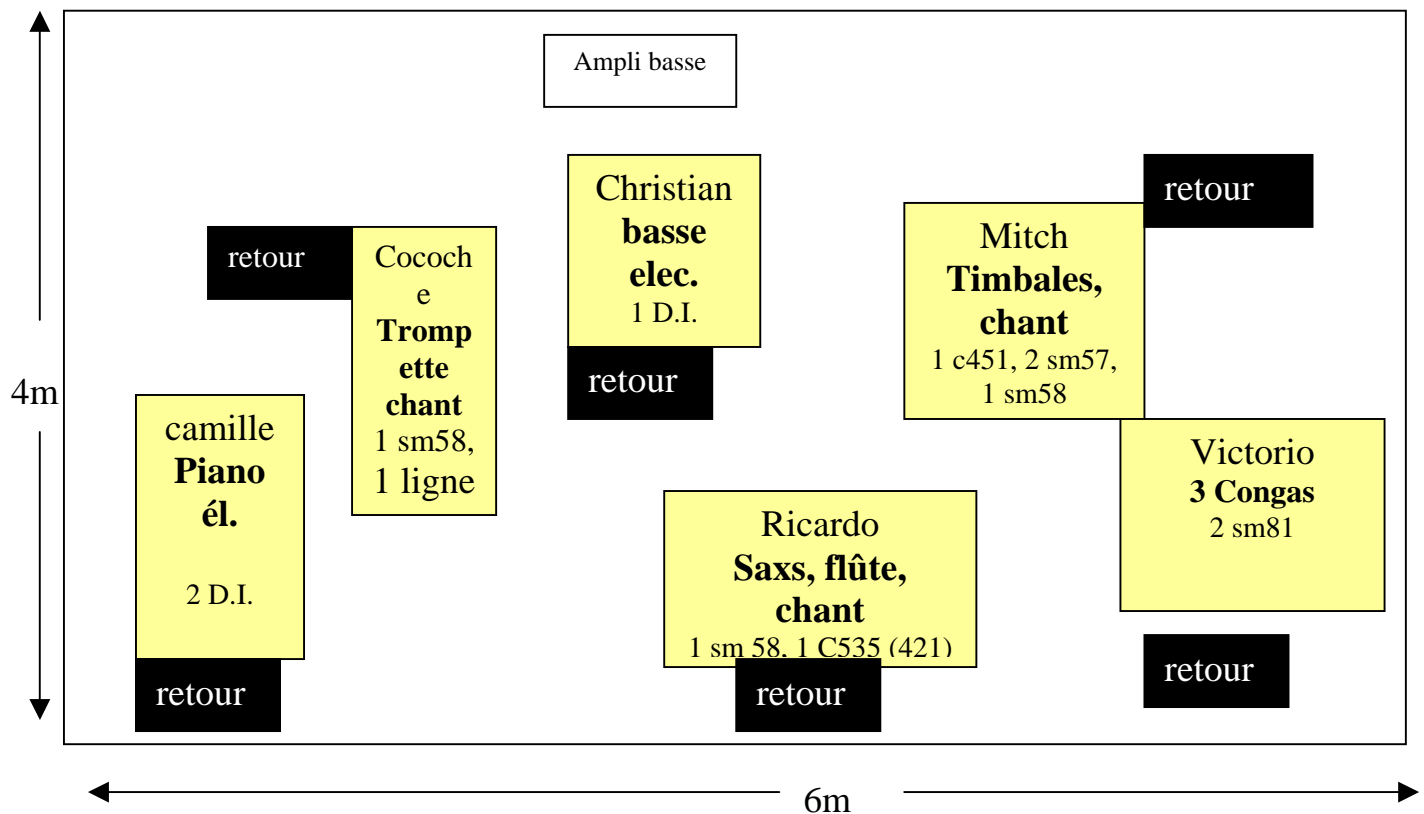 Ampli basse
Christian
basse
elec.
1 D.I.
retour
retour
Mitch
Timbales,
chant
1 c451, 2 sm57,
1 sm58
retour
Cococh
e
Tromp
ette
chant
1 sm58,
1 ligne
4m
camille
Piano
él.
2 D.I.
retour
Ricardo
Saxs, flûte,
chant
1 sm 58, 1 C535 (421)
retour
Victorio
3 Congas
2 sm81
retour
6m